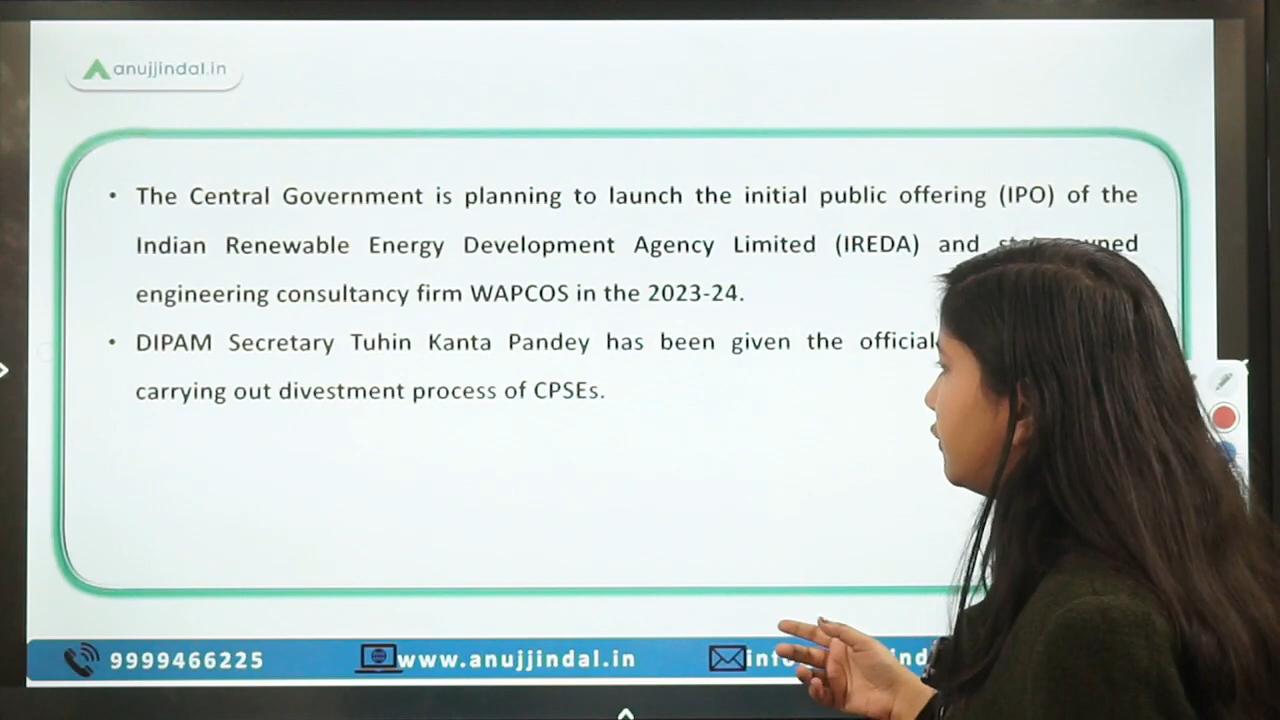 anujjindal.in
• The Central Government is planning to launch the initial public offering (IPO) of the
Indian Renewable Energy Development Agency Limited (IREDA) and
engineering consultancy firm WAPCOS in the 2023-24.
• DIPAM Secretary Tuhin Kanta Pandey has been given the official
carrying out divestment process of CPSEs.
9999466225 www.anujjindal.in